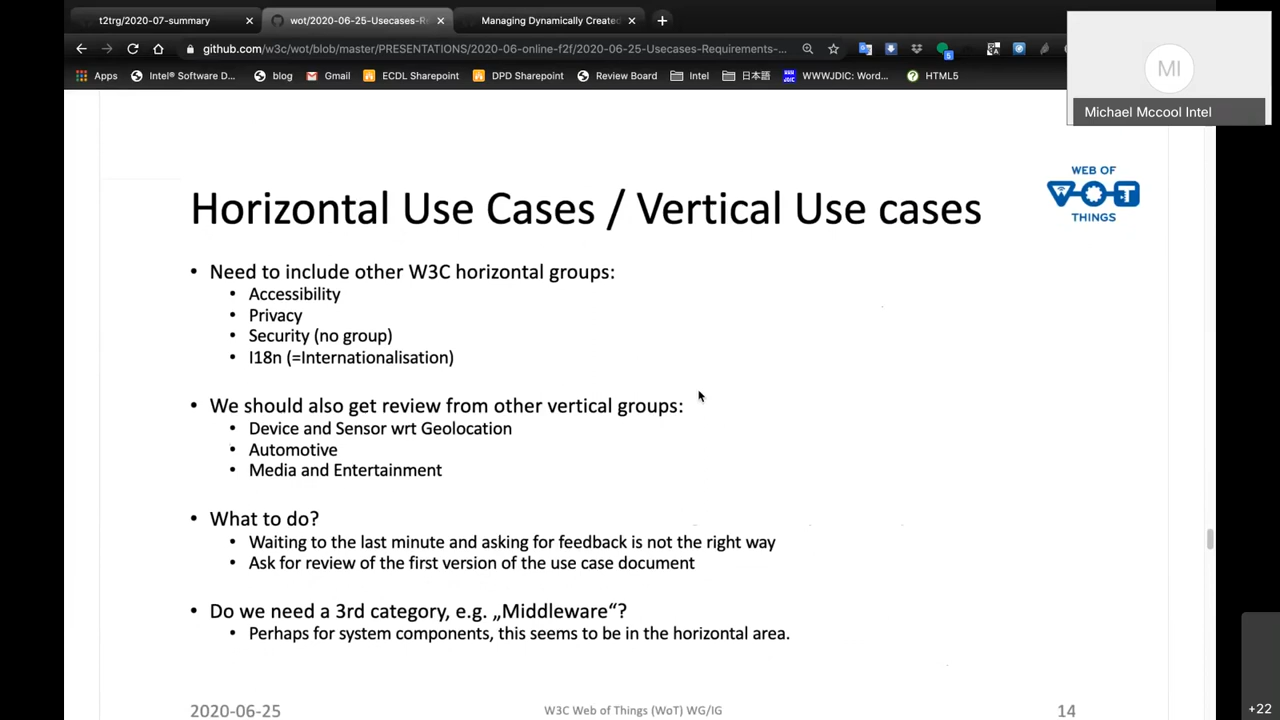 t2trg/2020-07-summary
wot/2020-06-25-Usecases-Re
Managing Dynamically Created
github.com/w3c/wot/blob/master/PRESENTATIONS/2020-06-online-f2f/2020-06-25-Usecases-Requirements-...
5
Apps
Intel® Software D...
blog
Gmail
ECDL Sharepoint
DPD Sharepoint
Review Board
Intel
日本語
WWWJDIC: Word...
HTML5
MI
Michael Mccool Intel
WEB OF
WOT
THINGS
Horizontal Use Cases / Vertical Use cases
• Need to include other W3C horizontal groups:
• Accessibility
• Privacy
• Security (no group)
• I18n (=Internationalisation)
• We should also get review from other vertical groups:
• Device and Sensor wrt Geolocation
• Automotive
• Media and Entertainment
• What to do?
• Waiting to the last minute and asking for feedback is not the right way
• Ask for review of the first version of the use case document
• Do we need a 3rd category, e.g. „Middleware“?
• Perhaps for system components, this seems to be in the horizontal area.
2020-06-25
W3C Web of Things (WoT) WG/IG
14
+22